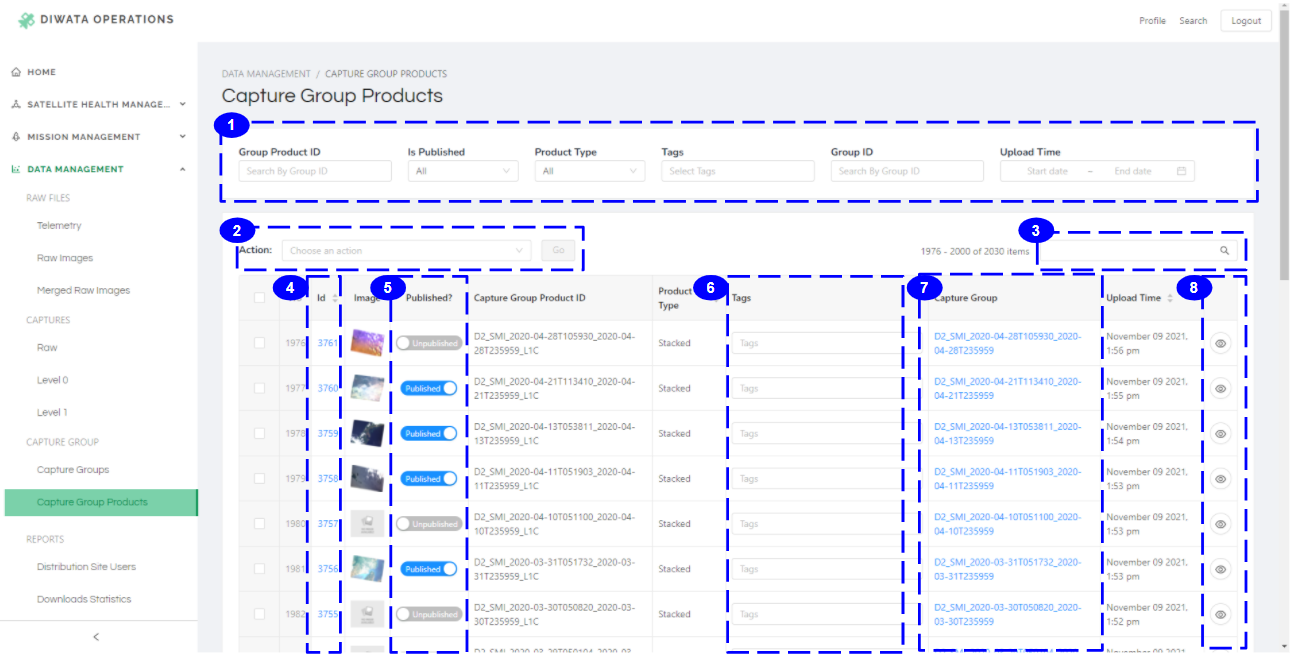 DIWATA OPERATIONS
Profile Search Logout
HOME
SATELLITE HEALTH MANAGE...
MISSION MANAGEMENT
DATA MANAGEMENT
RAW FILES
Telemetry
Raw Images
Merged Raw Images
CAPTURES
Raw
Level 0
Level 1
CAPTURE GROUP
Capture Groups
Capture Group Products
REPORTS
Distribution Site Users
Downloads Statistics
DATA MANAGEMENT / CAPTURE GROUP PRODUCTS
Capture Group Products
1
Group Product ID Is Published Product Type Tags Group ID Upload Time
Search By Group ID All All Select Tags Search By Group ID Start date ~ End date
2 3
Action: Choose an action Go 1976 - 2000 of 2030 items
4 5 6 7 8
Id Image Published? Capture Group Product ID Product Type Tags Capture Group Upload Time
1976 3761 Unpublished D2_SMI_2020-04-28T105930_2020-04- Stacked Tags D2_SMI_2020-04-28T105930_2020- November 09 2021,
28T235959_L1C 04-28T235959 1:56 pm
1977 3760 Published D2_SMI_2020-04-21T113410_2020-04- Stacked Tags D2_SMI_2020-04-21T113410_2020- November 09 2021,
21T235959_L1C 04-21T235959 1:55 pm
1978 3759 Published D2_SMI_2020-04-13T053811_2020-04- Stacked Tags D2_SMI_2020-04-13T053811_2020- November 09 2021,
13T235959_L1C 04-13T235959 1:54 pm
1979 3758 Published D2_SMI_2020-04-11T051903_2020-04- Stacked Tags D2_SMI_2020-04-11T051903_2020- November 09 2021,
11T235959_L1C 04-11T235959 1:53 pm
1980 3757 Unpublished D2_SMI_2020-04-10T051100_2020-04- Stacked Tags D2_SMI_2020-04-10T051100_2020- November 09 2021,
10T235959_L1C 04-10T235959 1:53 pm
1981 3756 Published D2_SMI_2020-03-31T051732_2020-03- Stacked Tags D2_SMI_2020-03-31T051732_2020- November 09 2021,
31T235959_L1C 03-31T235959 1:53 pm
1982 3755 Unpublished D2_SMI_2020-03-30T050820_2020-03- Stacked Tags D2_SMI_2020-03-30T050820_2020- November 09 2021,
30T235959_L1C 03-30T235959 1:52 pm